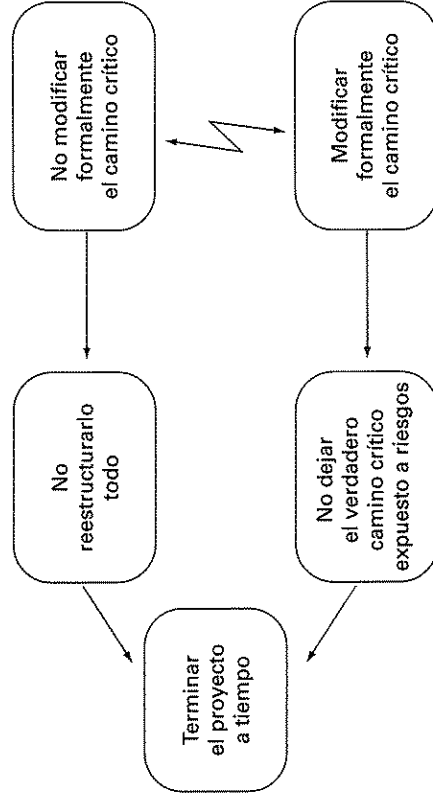 Terminar
el proyecto
a tiempo
No
reestructurarlo
todo
No modificar
formalmente
el camino crítico
No dejar
el verdadero
camino crítico
expuesto a riesgos
Modificar
formalmente
el camino crítico